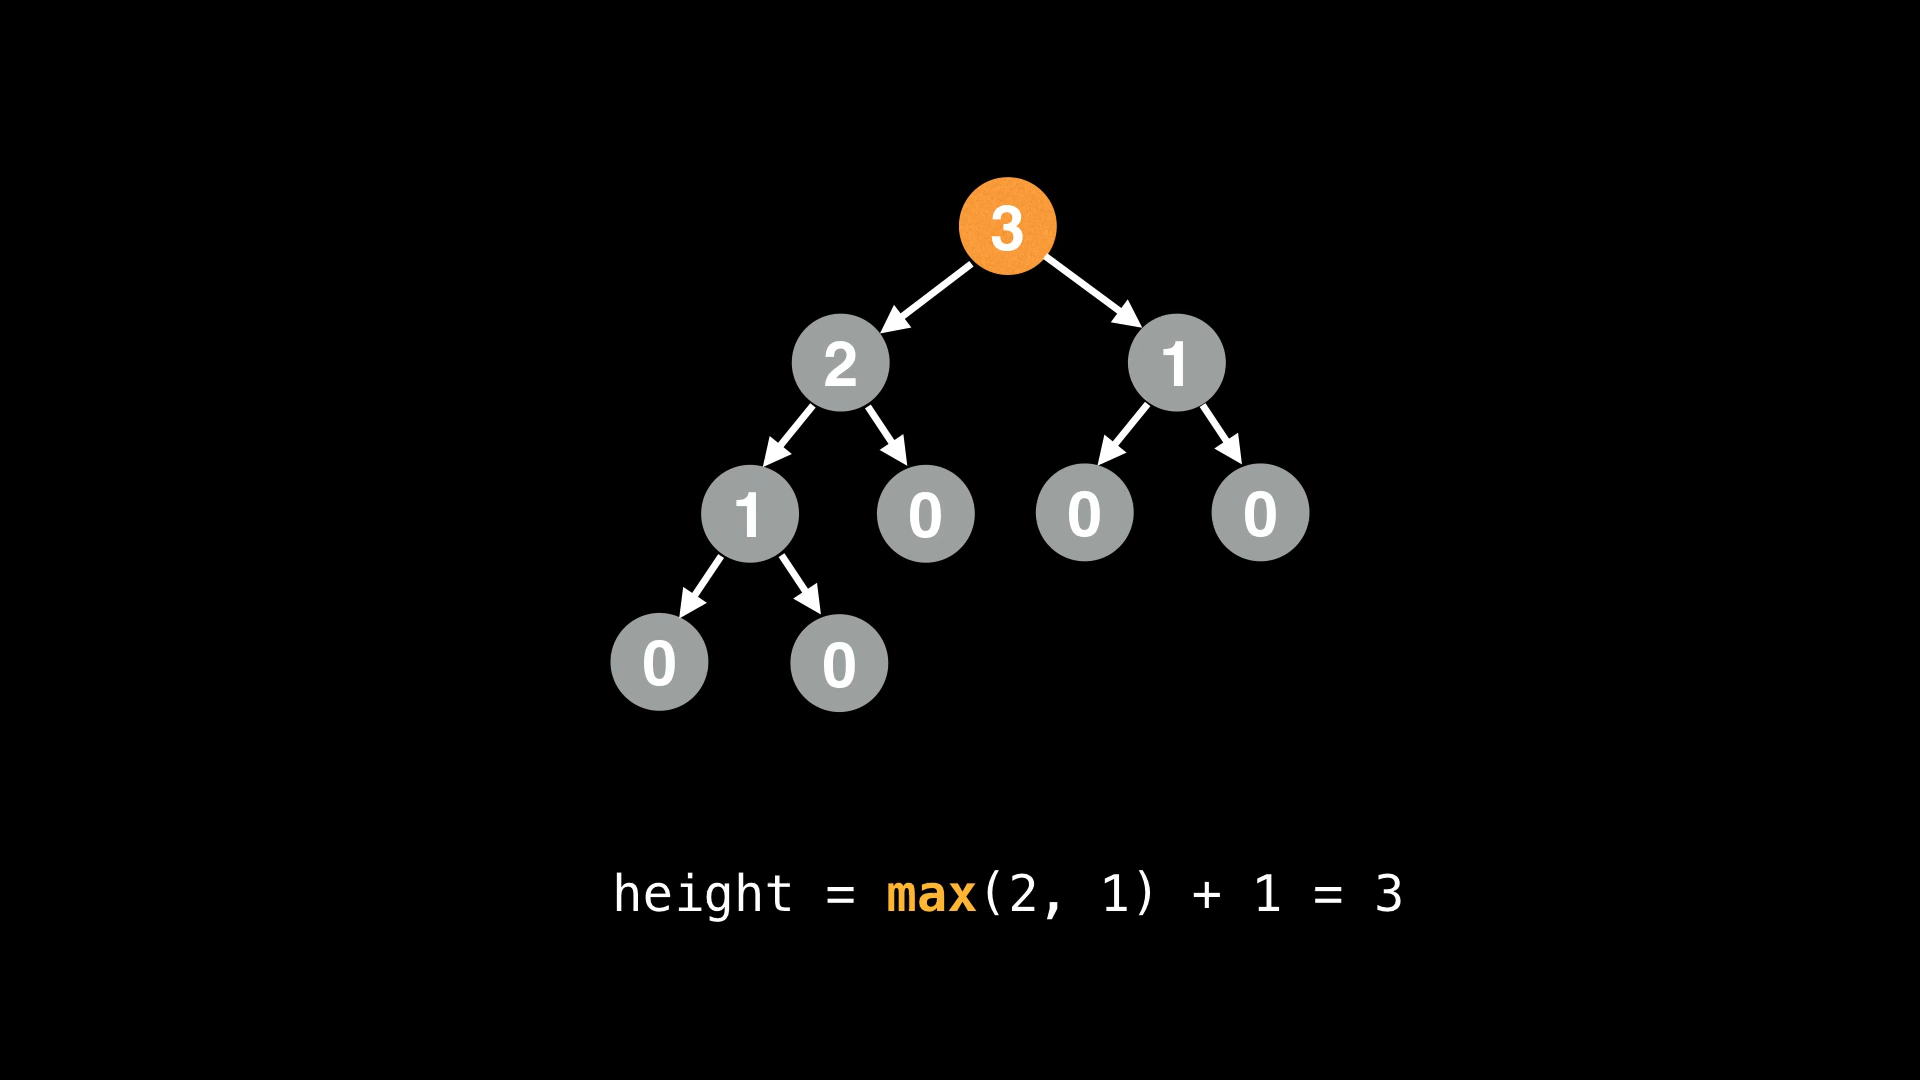 3
2 1
1 0 0 0
0 0
height = max(2, 1) + 1 = 3